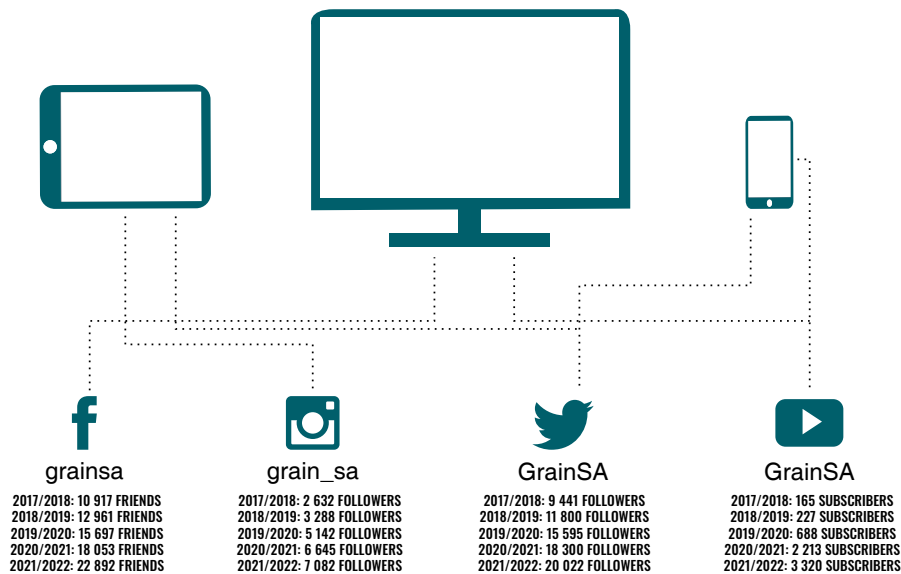 grainsa
2017/2018: 10 917 FRIENDS
2018/2019: 12 961 FRIENDS
2019/2020: 15 697 FRIENDS
2020/2021: 18 053 FRIENDS
2021/2022: 22 892 FRIENDS
grain_sa
2017/2018: 2 632 FOLLOWERS
2018/2019: 3 288 FOLLOWERS
2019/2020: 5 142 FOLLOWERS
2020/2021: 6 645 FOLLOWERS
2021/2022: 7 082 FOLLOWERS
GrainSA
2017/2018: 9 441 FOLLOWERS
2018/2019: 11 800 FOLLOWERS
2019/2020: 15 595 FOLLOWERS
2020/2021: 18 300 FOLLOWERS
2021/2022: 20 022 FOLLOWERS
GrainSA
2017/2018: 165 SUBSCRIBERS
2018/2019: 227 SUBSCRIBERS
2019/2020: 688 SUBSCRIBERS
2020/2021: 2 213 SUBSCRIBERS
2021/2022: 3 320 SUBSCRIBERS